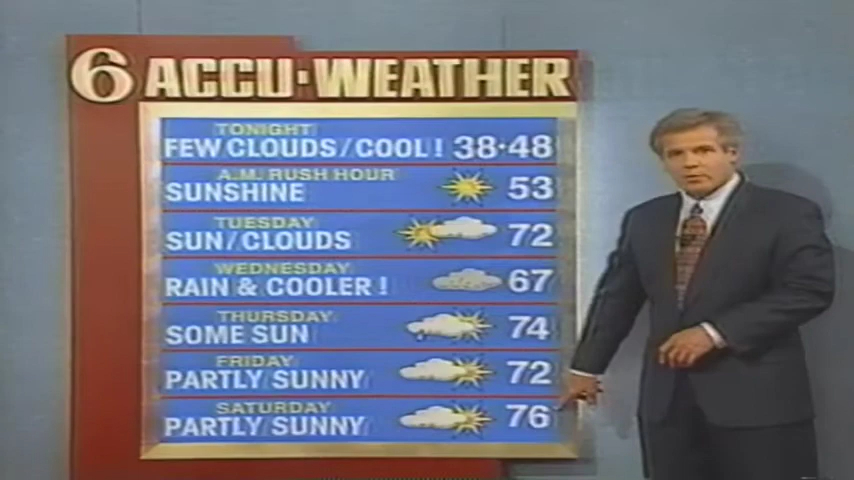 6 ACCU·WEATHER
TONIGHT
FEW CLOUDS/COOL! 38·48
A.M. RUSH HOUR
SUNSHINE 53
TUESDAY
SUN/CLOUDS 72
WEDNESDAY
RAIN & COOLER! 67
THURSDAY
SOME SUN 74
FRIDAY
PARTLY SUNNY 72
SATURDAY
PARTLY SUNNY 76